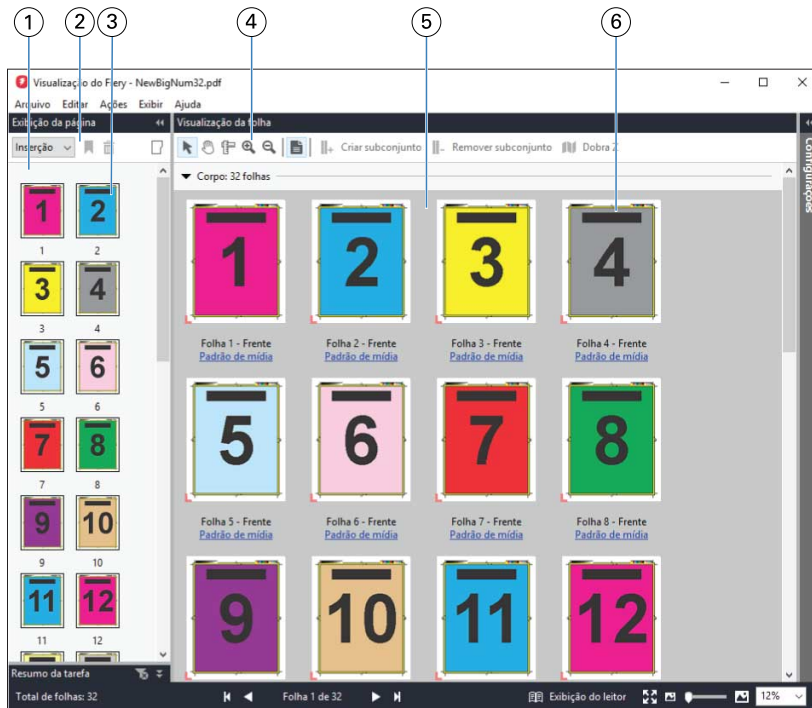 1 2 3 4 5 6
Visualização do Fiery - NewBigNum32.pdf
Arquivo Editar Ações Exibir Ajuda
Exibição da página
Visualização da folha
Inserção
Criar subconjunto Remover subconjunto Dobra Z
Configurações
Corpo: 32 folhas
1 2
1 2
3 4
3 4
5 6
5 6
7 8
7 8
9 10
9 10
11 12
11 12
1 2 3 4
Folha 1 - Frente Folha 2 - Frente Folha 3 - Frente Folha 4 - Frente
Padrão de mídia Padrão de mídia Padrão de mídia Padrão de mídia
5 6 7 8
Folha 5 - Frente Folha 6 - Frente Folha 7 - Frente Folha 8 - Frente
Padrão de mídia Padrão de mídia Padrão de mídia Padrão de mídia
9 10 11 12
Resumo da tarefa
Total de folhas: 32 Folha 1 de 32 Exibição do leitor 12%